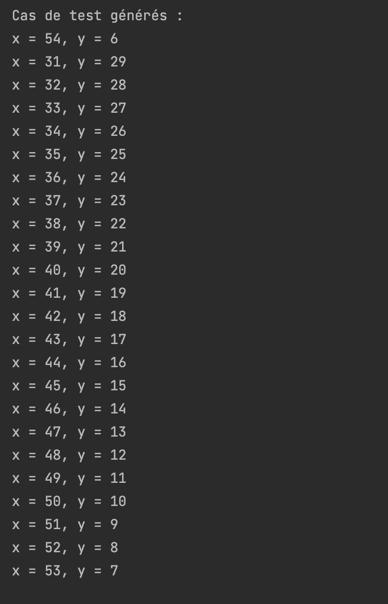 Cas de test générés :
x = 54, y = 6
x = 31, y = 29
x = 32, y = 28
x = 33, y = 27
x = 34, y = 26
x = 35, y = 25
x = 36, y = 24
x = 37, y = 23
x = 38, y = 22
x = 39, y = 21
x = 40, y = 20
x = 41, y = 19
x = 42, y = 18
x = 43, y = 17
x = 44, y = 16
x = 45, y = 15
x = 46, y = 14
x = 47, y = 13
x = 48, y = 12
x = 49, y = 11
x = 50, y = 10
x = 51, y = 9
x = 52, y = 8
x = 53, y = 7